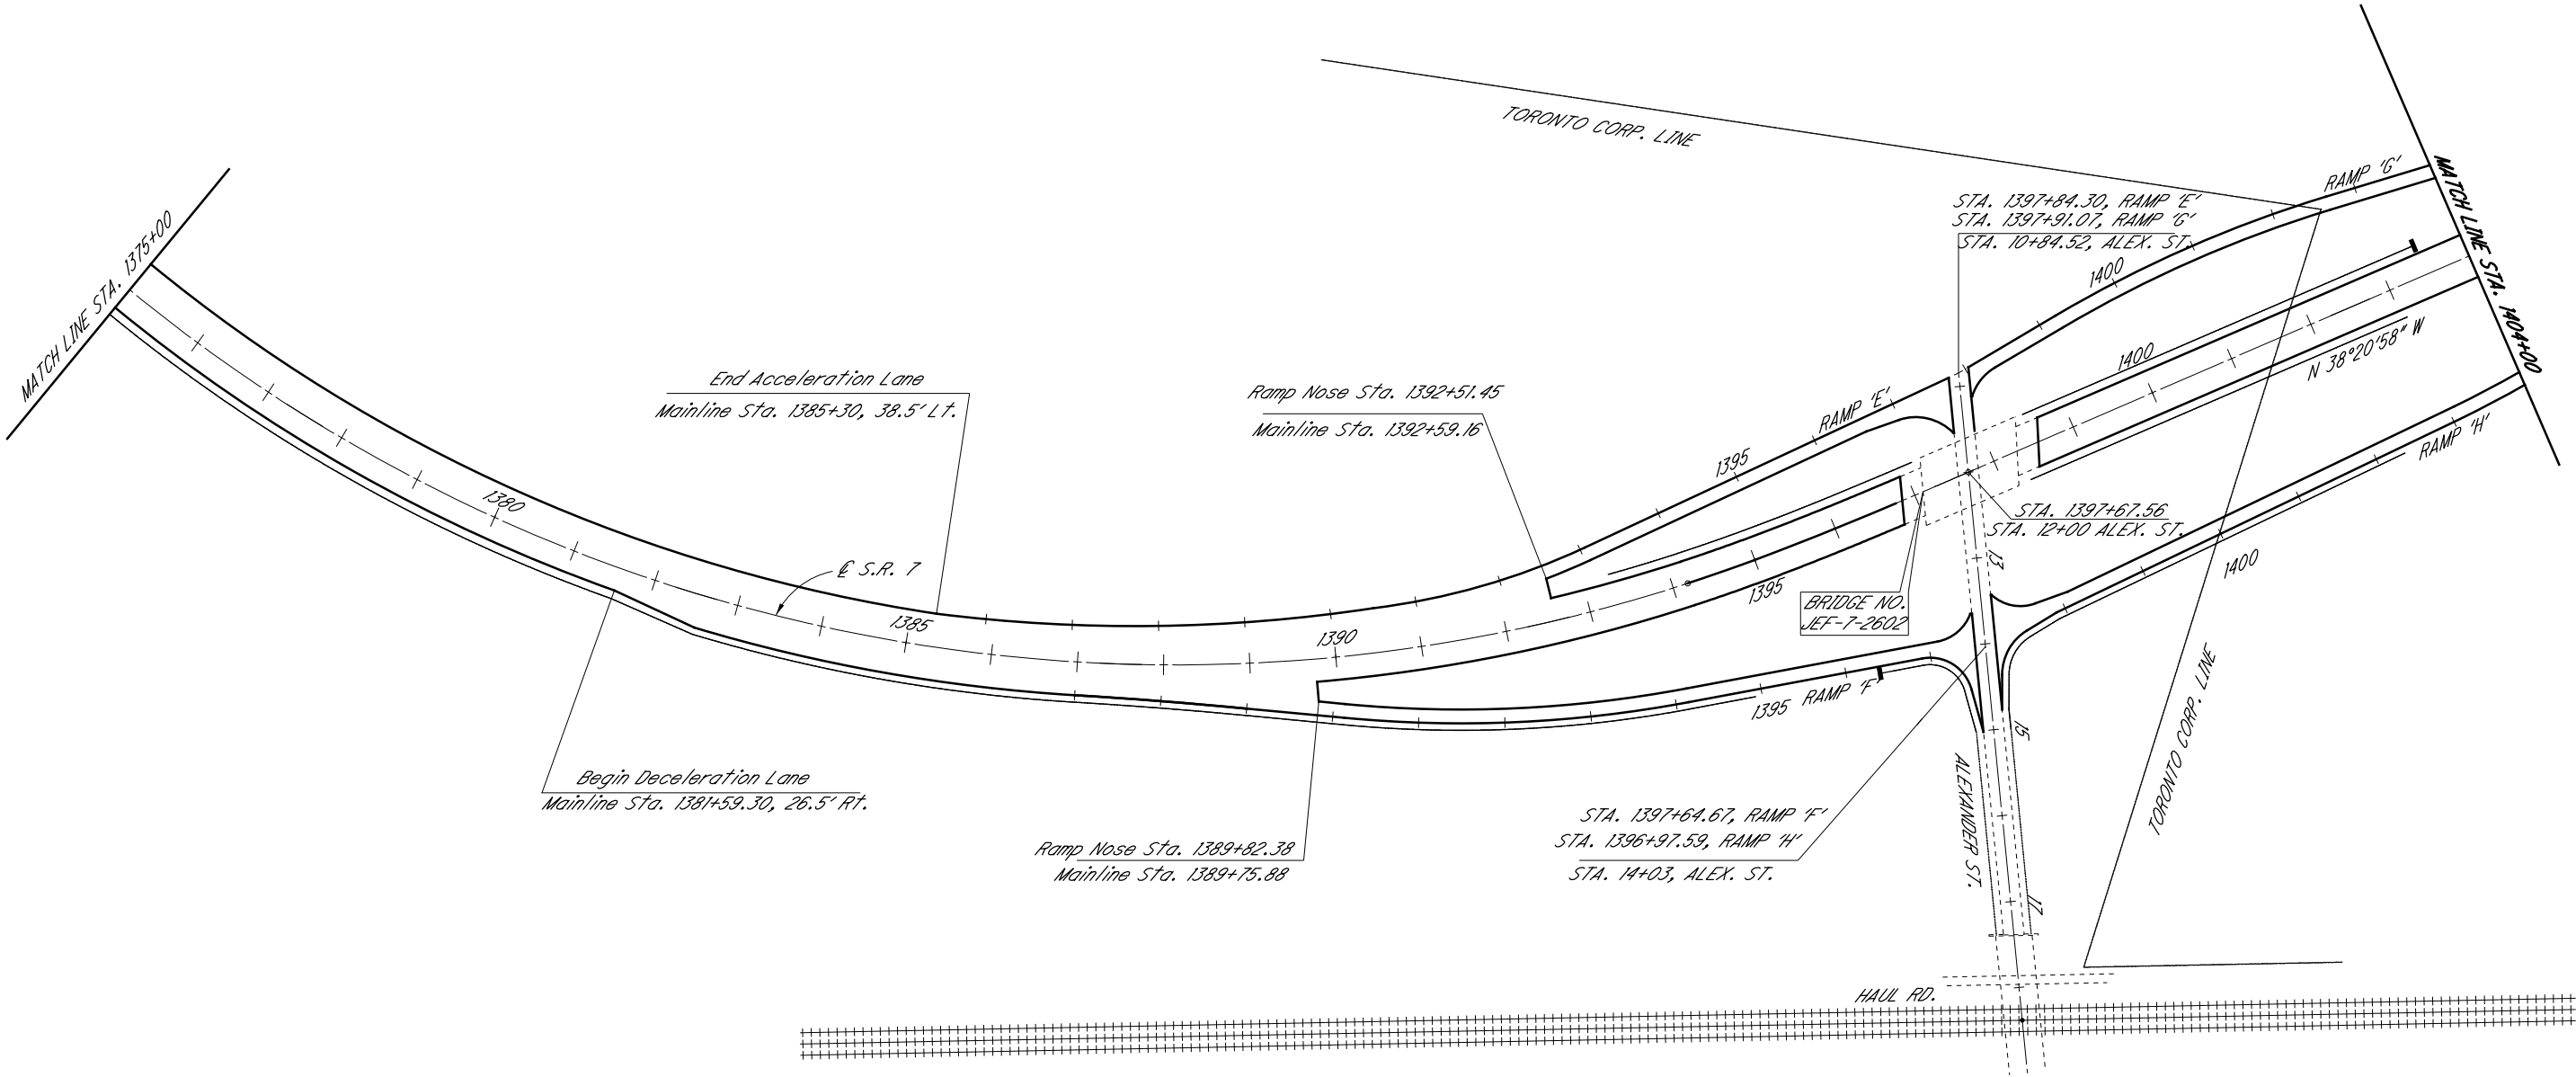 TORONTO CORP. LINE
MATCH LINE STA. 1375+00
RAMP 'G'
MATCH LINE STA. 1404+00
STA. 1397+84.30, RAMP 'E'
STA. 1397+91.07, RAMP 'G'
STA. 10+84.52, ALEX. ST.
1400
1400
N 38°20'58" W
End Acceleration Lane
Mainline Sta. 1385+30, 38.5' Lt.
Ramp Nose Sta. 1392+51.45
Mainline Sta. 1392+59.16
RAMP 'E'
1395
RAMP 'H'
1380
STA. 1397+67.56
STA. 12+00 ALEX. ST.
℄ S.R. 7
13
1400
1385
1390
1395
BRIDGE NO.
JEF-7-2602
TORONTO CORP. LINE
RAMP 'F'
1395
15
Begin Deceleration Lane
Mainline Sta. 1381+59.30, 26.5' Rt.
ALEXANDER ST.
STA. 1397+64.67, RAMP 'F'
STA. 1396+97.59, RAMP 'H'
STA. 14+03, ALEX. ST.
Ramp Nose Sta. 1389+82.38
Mainline Sta. 1389+75.88
17
HAUL RD.